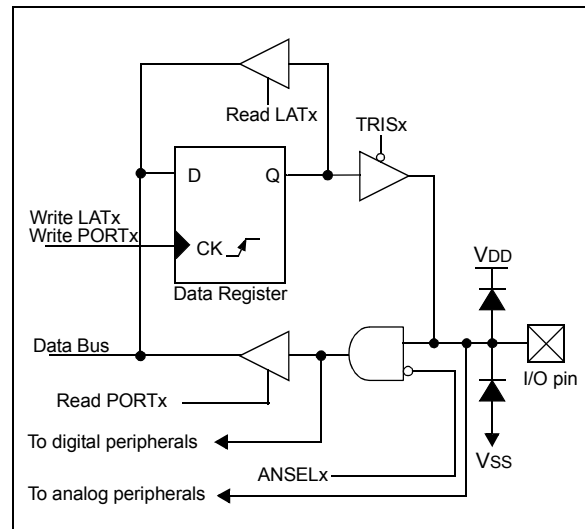 Read LATx
TRISx
D
Q
Write LATx
Write PORTx
CK
Data Register
VDD
Data Bus
I/O pin
Read PORTx
To digital peripherals
VSS
ANSELx
To analog peripherals